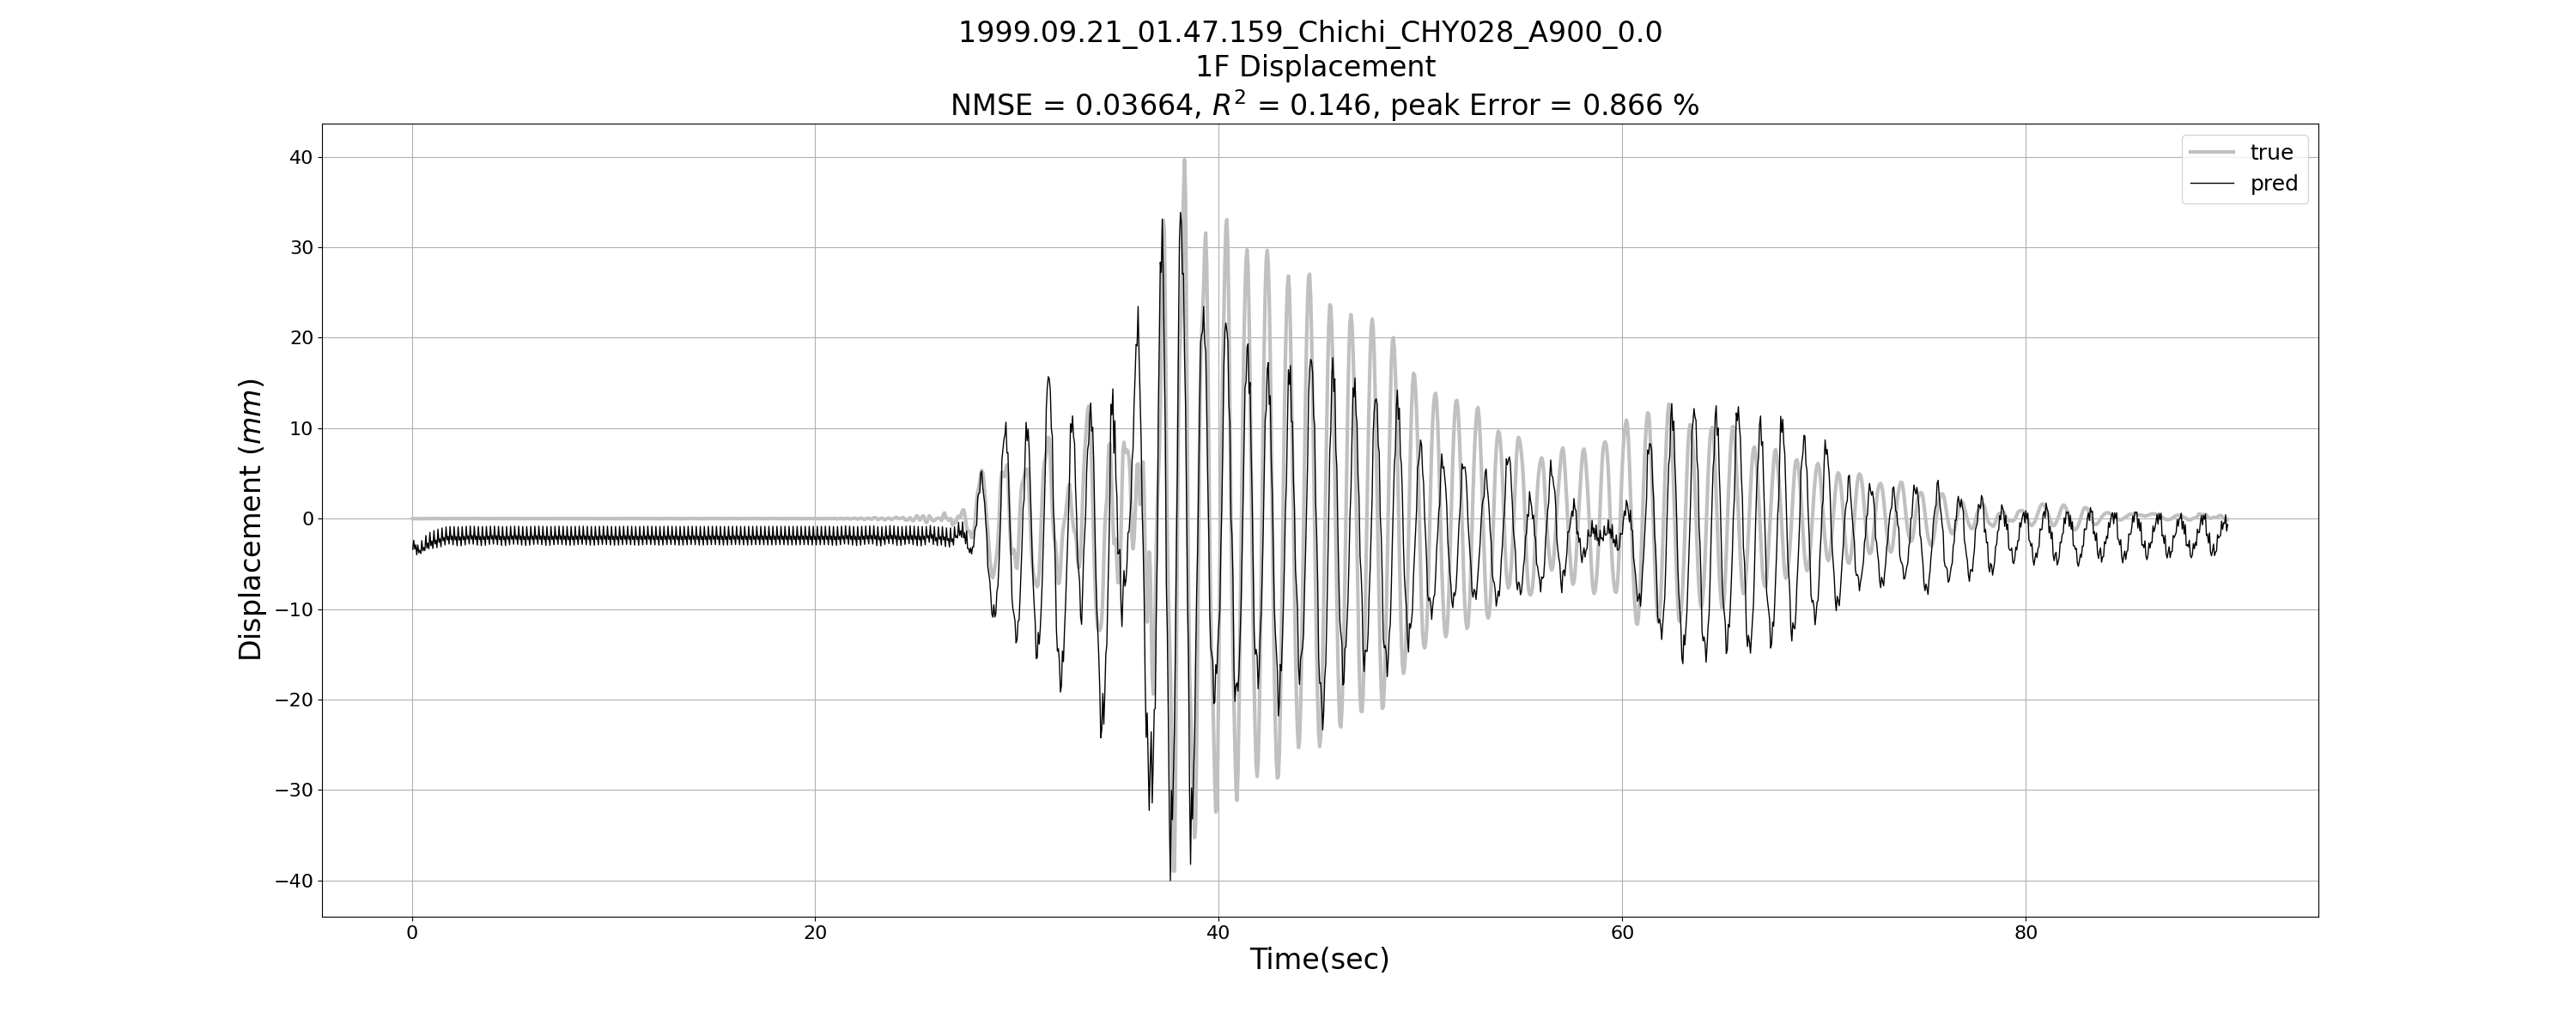 1999.09.21_01.47.159_Chichi_CHY028_A900_0.0
1F Displacement
NMSE = 0.03664, R² = 0.146, peak Error = 0.866 %
true
pred
Displacement (mm)
40
30
20
10
0
−10
−20
−30
−40
0 20 40 60 80
Time(sec)